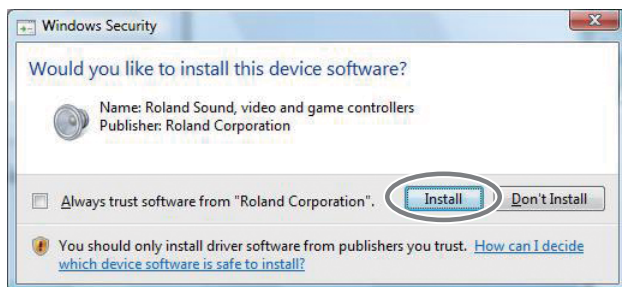 Windows Security
Would you like to install this device software?
Name: Roland Sound, video and game controllers
Publisher: Roland Corporation
Always trust software from "Roland Corporation".
Install
Don't Install
You should only install driver software from publishers you trust. How can I decide
which device software is safe to install?